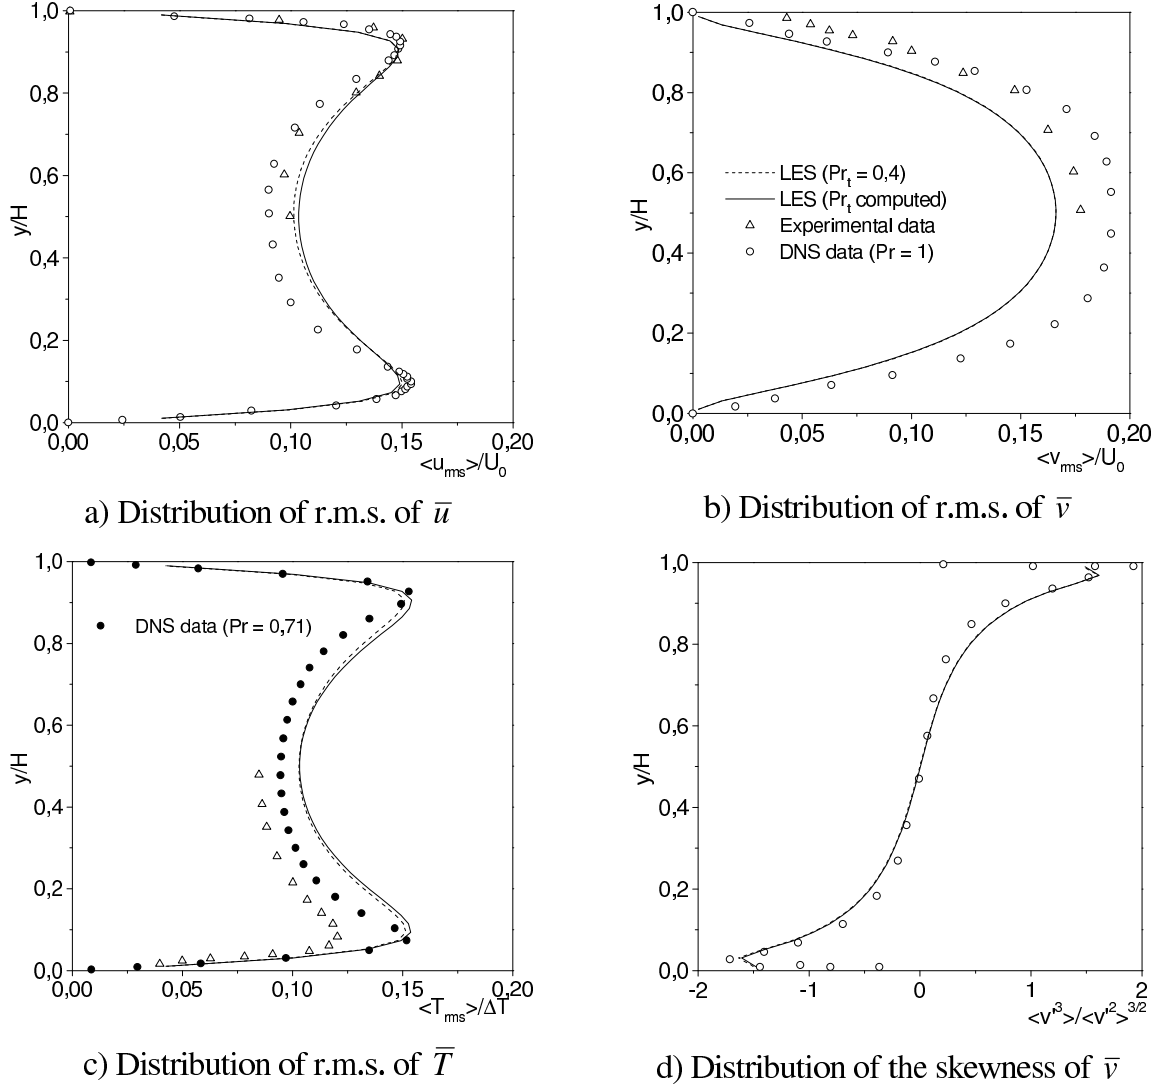 1,0
0,8
0,6
0,4
0,2
0,0
y/H
0,00 0,05 0,10 0,15 0,20
<u_rms>/U_0
a) Distribution of r.m.s. of u̅
1,0
0,8
0,6
0,4
0,2
0,0
y/H
LES (Pr_t = 0,4)
LES (Pr_t computed)
Experimental data
DNS data (Pr = 1)
0,00 0,05 0,10 0,15 0,20
<v_rms>/U_0
b) Distribution of r.m.s. of v̅
1,0
0,8
0,6
0,4
0,2
0,0
y/H
DNS data (Pr = 0,71)
0,00 0,05 0,10 0,15 0,20
<T_rms>/ΔT
c) Distribution of r.m.s. of T̅
1,0
0,8
0,6
0,4
0,2
0,0
y/H
-2 -1 0 1 2
<v'³>/<v'²>^3/2
d) Distribution of the skewness of v̅